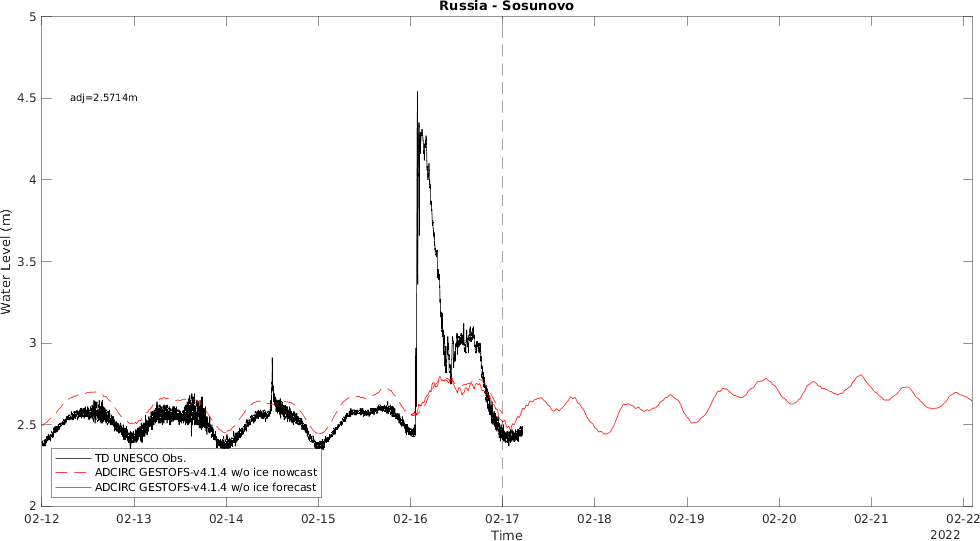 Russia - Sosunovo
5
4.5
4
3.5
3
2.5
2
Water Level (m)
adj=2.5714m
TD UNESCO Obs.
ADCIRC GESTOFS-v4.1.4 w/o ice nowcast
ADCIRC GESTOFS-v4.1.4 w/o ice forecast
02-12 02-13 02-14 02-15 02-16 02-17 02-18 02-19 02-20 02-21 02-22
Time
2022